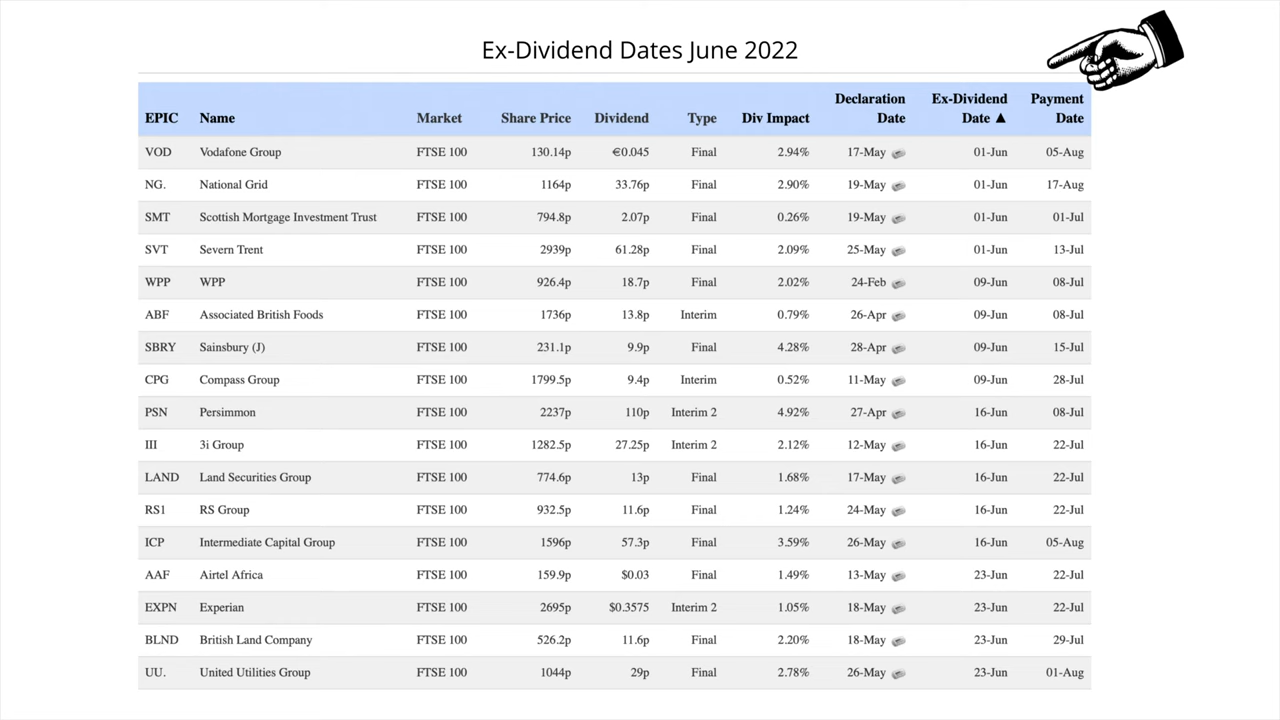 Ex-Dividend Dates June 2022
EPIC Name Market Share Price Dividend Type Div Impact Declaration Date Ex-Dividend Date ▲ Payment Date
VOD Vodafone Group FTSE 100 130.14p €0.045 Final 2.94% 17-May 01-Jun 05-Aug
NG. National Grid FTSE 100 1164p 33.76p Final 2.90% 19-May 01-Jun 17-Aug
SMT Scottish Mortgage Investment Trust FTSE 100 794.8p 2.07p Final 0.26% 19-May 01-Jun 01-Jul
SVT Severn Trent FTSE 100 2939p 61.28p Final 2.09% 25-May 01-Jun 13-Jul
WPP WPP FTSE 100 926.4p 18.7p Final 2.02% 24-Feb 09-Jun 08-Jul
ABF Associated British Foods FTSE 100 1736p 13.8p Interim 0.79% 26-Apr 09-Jun 08-Jul
SBRY Sainsbury (J) FTSE 100 231.1p 9.9p Final 4.28% 28-Apr 09-Jun 15-Jul
CPG Compass Group FTSE 100 1799.5p 9.4p Interim 0.52% 11-May 09-Jun 28-Jul
PSN Persimmon FTSE 100 2237p 110p Interim 2 4.92% 27-Apr 16-Jun 08-Jul
III 3i Group FTSE 100 1282.5p 27.25p Interim 2 2.12% 12-May 16-Jun 22-Jul
LAND Land Securities Group FTSE 100 774.6p 13p Final 1.68% 17-May 16-Jun 22-Jul
RS1 RS Group FTSE 100 932.5p 11.6p Final 1.24% 24-May 16-Jun 22-Jul
ICP Intermediate Capital Group FTSE 100 1596p 57.3p Final 3.59% 26-May 16-Jun 05-Aug
AAF Airtel Africa FTSE 100 159.9p $0.03 Final 1.49% 13-May 23-Jun 22-Jul
EXPN Experian FTSE 100 2695p $0.3575 Interim 2 1.05% 18-May 23-Jun 22-Jul
BLND British Land Company FTSE 100 526.2p 11.6p Final 2.20% 18-May 23-Jun 29-Jul
UU. United Utilities Group FTSE 100 1044p 29p Final 2.78% 26-May 23-Jun 01-Aug